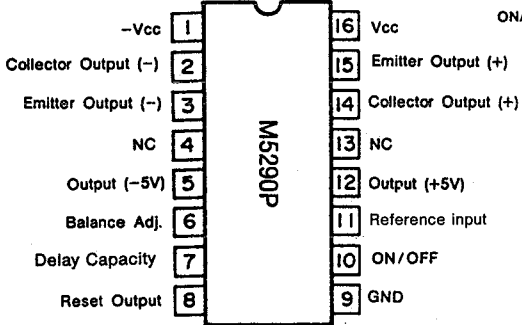 -Vcc 1
Collector Output (-) 2
Emitter Output (-) 3
NC 4
Output (-5V) 5
Balance Adj. 6
Delay Capacity 7
Reset Output 8
M5290P
16 Vcc
15 Emitter Output (+)
14 Collector Output (+)
13 NC
12 Output (+5V)
11 Reference input
10 ON/OFF
9 GND